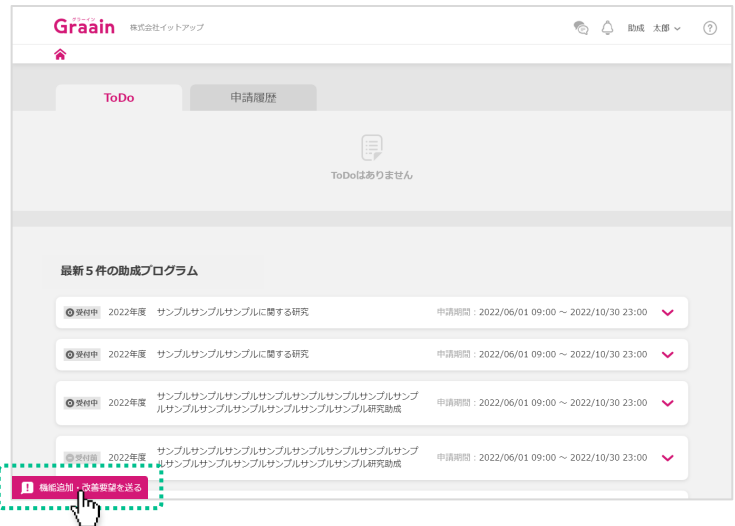 グラーイン
Graain 株式会社イットアップ 助成 太郎
ToDo 申請履歴
ToDoはありません
最新５件の助成プログラム
受付中 2022年度 サンプルサンプルサンプルに関する研究 申請期間：2022/06/01 09:00 ～ 2022/10/30 23:00
受付中 2022年度 サンプルサンプルサンプルに関する研究 申請期間：2022/06/01 09:00 ～ 2022/10/30 23:00
受付中 2022年度 サンプルサンプルサンプルサンプルサンプルサンプルサンプルサンプ
ルサンプルサンプルサンプルサンプルサンプルサンプル研究助成 申請期間：2022/06/01 09:00 ～ 2022/10/30 23:00
受付前 2022年度 サンプルサンプルサンプルサンプルサンプルサンプルサンプルサンプ
ルサンプルサンプルサンプルサンプルサンプルサンプル研究助成 申請期間：2022/06/01 09:00 ～ 2022/10/30 23:00
機能追加・改善要望を送る